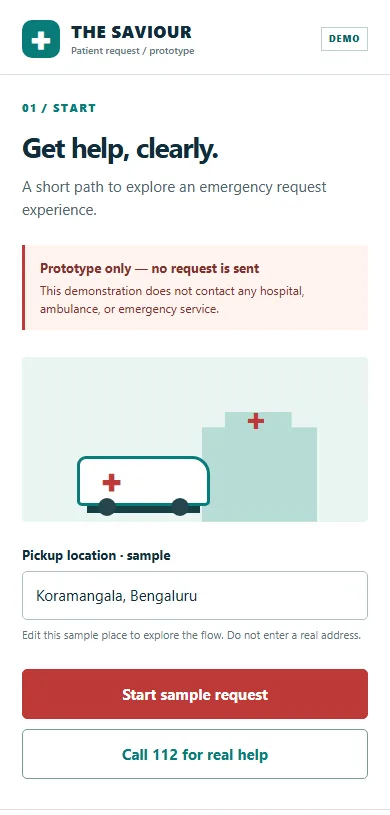 THE SAVIOUR
Patient request / prototype
DEMO
01 / START
Get help, clearly.
A short path to explore an emergency request
experience.
Prototype only — no request is sent
This demonstration does not contact any hospital,
ambulance, or emergency service.
Pickup location · sample
Koramangala, Bengaluru
Edit this sample place to explore the flow. Do not enter a real address.
Start sample request
Call 112 for real help